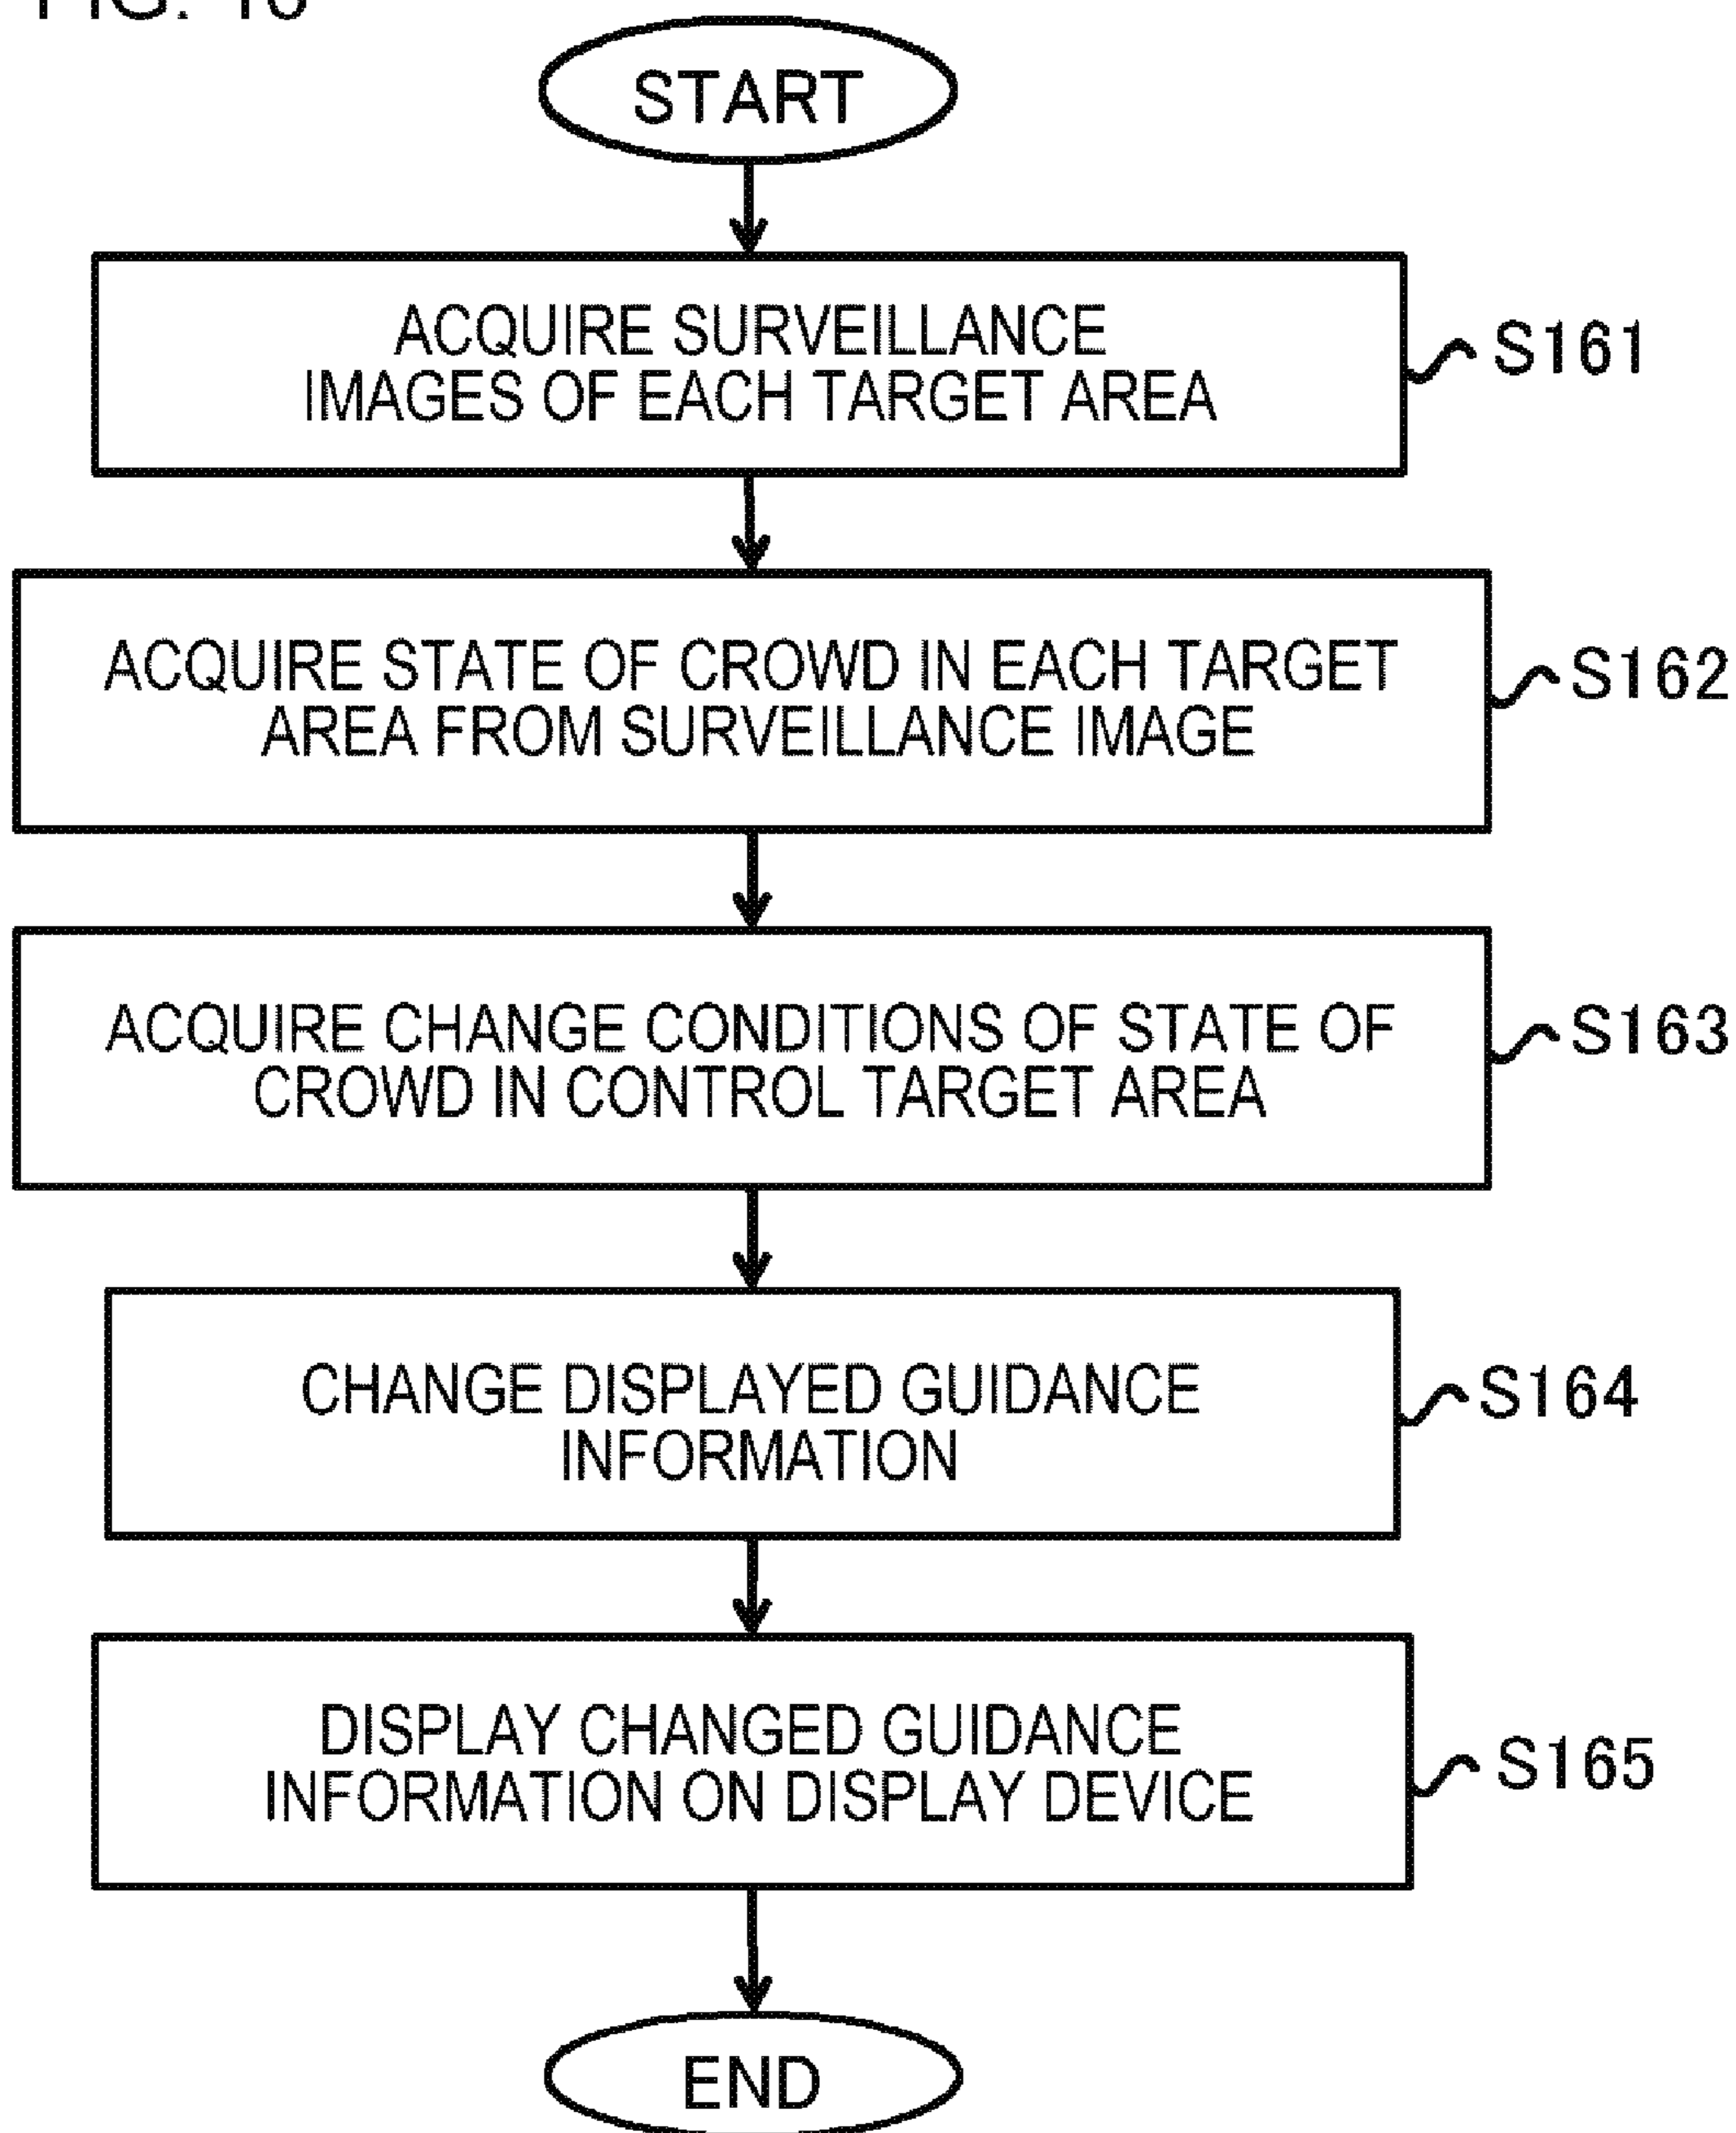 START
ACQUIRE SURVEILLANCE
IMAGES OF EACH TARGET AREA
S161
ACQUIRE STATE OF CROWD IN EACH TARGET
AREA FROM SURVEILLANCE IMAGE
S162
ACQUIRE CHANGE CONDITIONS OF STATE OF
CROWD IN CONTROL TARGET AREA
S163
CHANGE DISPLAYED GUIDANCE
INFORMATION
S164
DISPLAY CHANGED GUIDANCE
INFORMATION ON DISPLAY DEVICE
S165
END